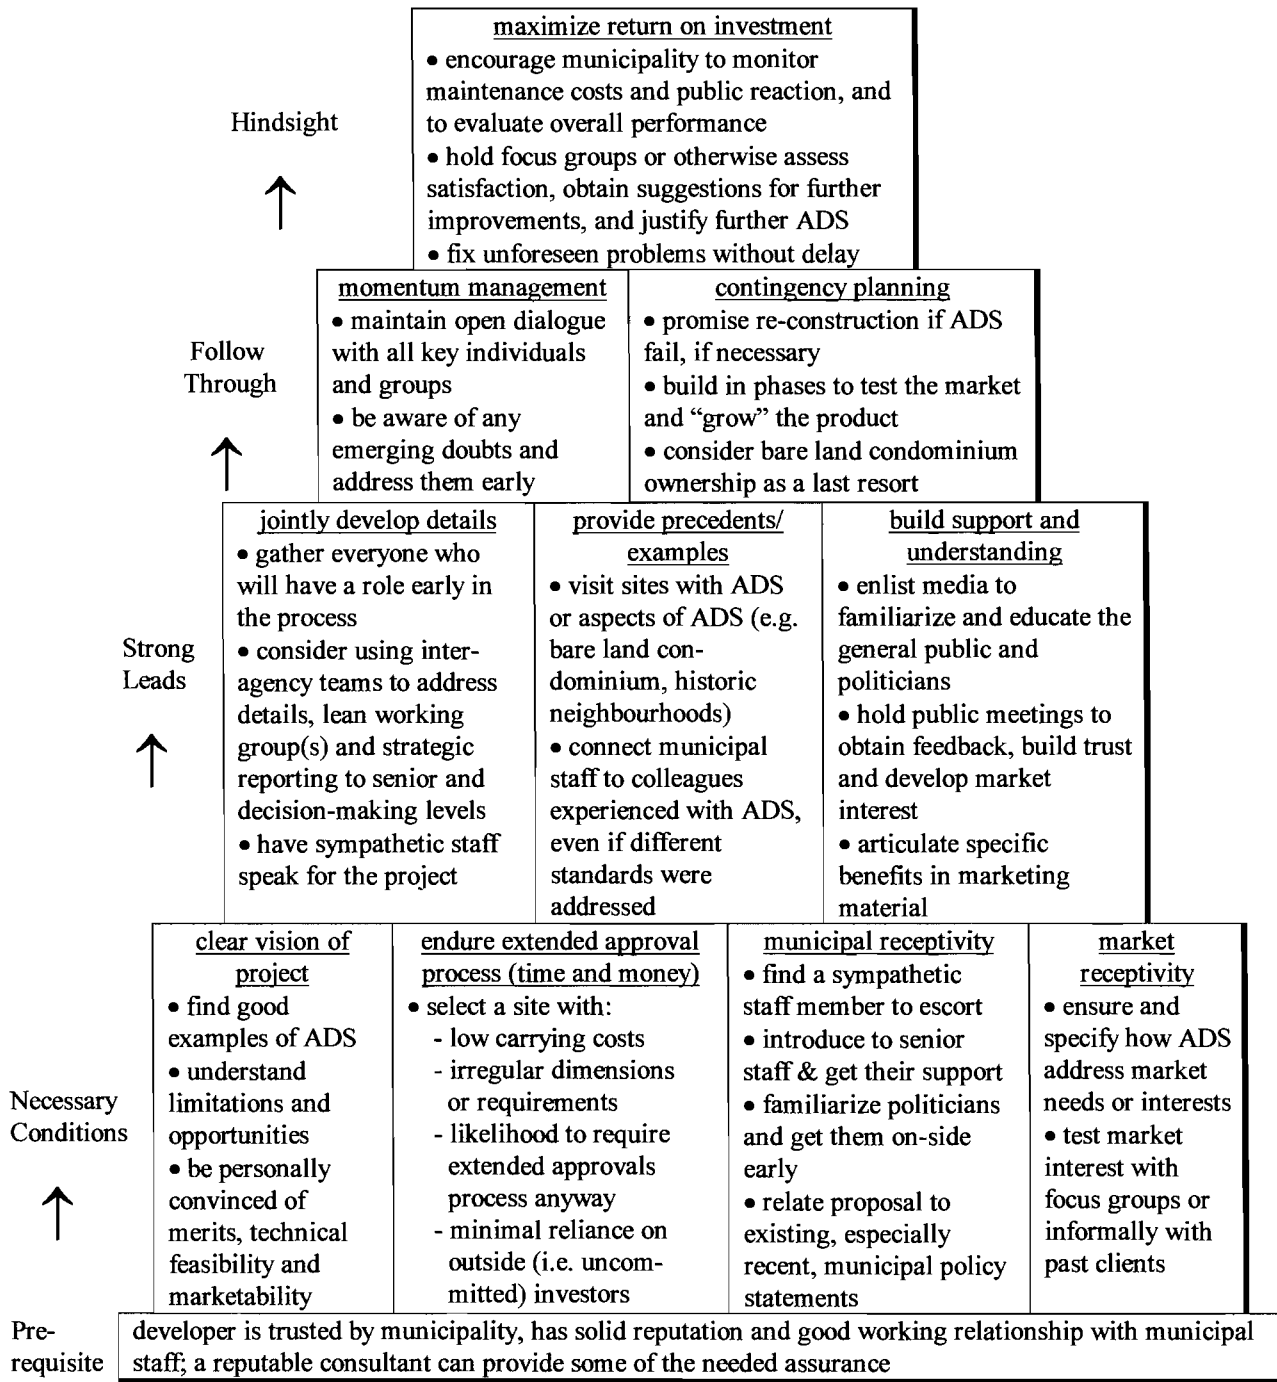 maximize return on investment
• encourage municipality to monitor
maintenance costs and public reaction, and
to evaluate overall performance
• hold focus groups or otherwise assess
satisfaction, obtain suggestions for further
improvements, and justify further ADS
• fix unforeseen problems without delay
Hindsight
momentum management
• maintain open dialogue
with all key individuals
and groups
• be aware of any
emerging doubts and
address them early
contingency planning
• promise re-construction if ADS
fail, if necessary
• build in phases to test the market
and “grow” the product
• consider bare land condominium
ownership as a last resort
Follow
Through
jointly develop details
• gather everyone who
will have a role early in
the process
• consider using inter-
agency teams to address
details, lean working
group(s) and strategic
reporting to senior and
decision-making levels
• have sympathetic staff
speak for the project
provide precedents/
examples
• visit sites with ADS
or aspects of ADS (e.g.
bare land con-
dominium, historic
neighbourhoods)
• connect municipal
staff to colleagues
experienced with ADS,
even if different
standards were
addressed
build support and
understanding
• enlist media to
familiarize and educate the
general public and
politicians
• hold public meetings to
obtain feedback, build trust
and develop market
interest
• articulate specific
benefits in marketing
material
Strong
Leads
clear vision of
project
• find good
examples of ADS
• understand
limitations and
opportunities
• be personally
convinced of
merits, technical
feasibility and
marketability
endure extended approval
process (time and money)
• select a site with:
- low carrying costs
- irregular dimensions
or requirements
- likelihood to require
extended approvals
process anyway
- minimal reliance on
outside (i.e. uncom-
mitted) investors
municipal receptivity
• find a sympathetic
staff member to escort
• introduce to senior
staff & get their support
• familiarize politicians
and get them on-side
early
• relate proposal to
existing, especially
recent, municipal policy
statements
market
receptivity
• ensure and
specify how ADS
address market
needs or interests
• test market
interest with
focus groups or
informally with
past clients
Necessary
Conditions
Pre-
requisite
developer is trusted by municipality, has solid reputation and good working relationship with municipal
staff; a reputable consultant can provide some of the needed assurance